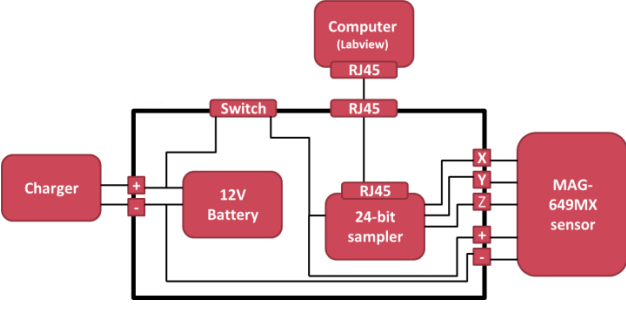 Computer
(Labview)
RJ45
Switch
RJ45
Charger
+
-
12V
Battery
RJ45
24-bit
sampler
X
Y
Z
+
-
MAG-
649MX
sensor